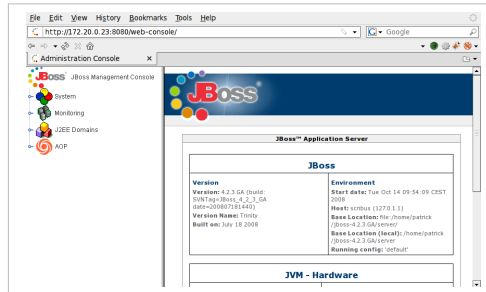 File Edit View History Bookmarks Tools Help
http://172.20.0.23:8080/web-console/
Google
Administration Console
JBoss JBoss Management Console
System
Monitoring
J2EE Domains
AOP
JBoss
JBoss™ Application Server
JBoss
Version
Version: 4.2.3.GA (build:
SVNTag=JBoss_4_2_3_GA
date=200807181440)
Version Name: Trinity
Built on: July 18 2008
Environment
Start date: Tue Oct 14 09:54:09 CEST
2008
Host: scribus (127.0.1.1)
Base Location: file:/home/patrick
/jboss-4.2.3.GA/server/
Base Location (local): /home/patrick
/jboss-4.2.3.GA/server
Running config: 'default'
JVM - Hardware